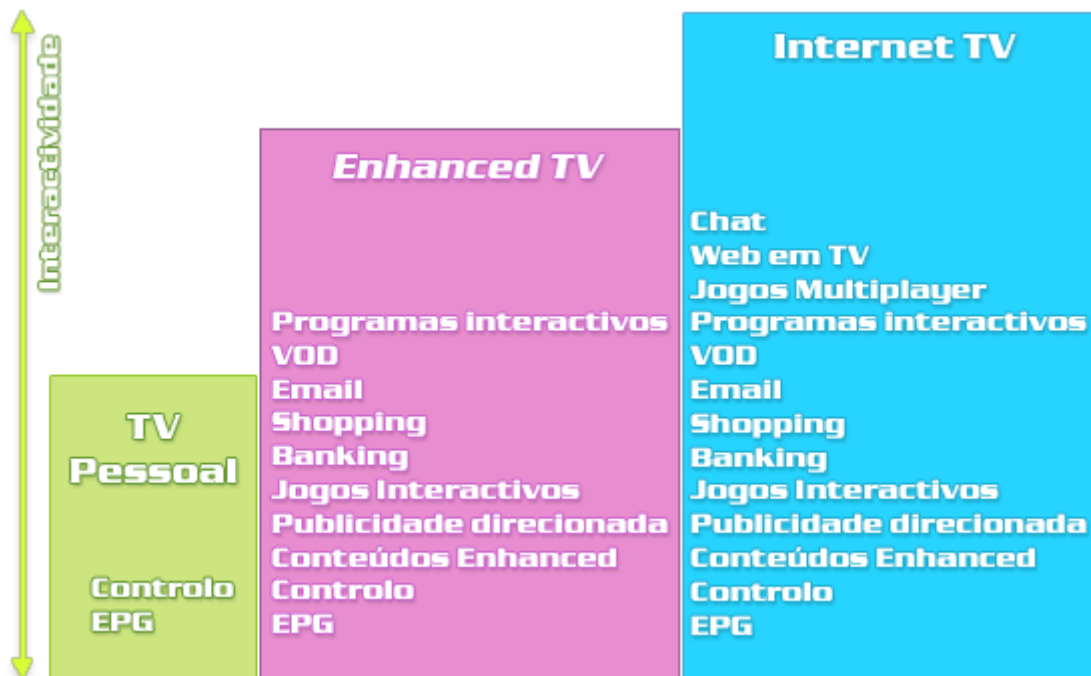 Interactividade
TV
Pessoal
Controlo
EPG
Enhanced TV
Programas interactivos
VOD
Email
Shopping
Banking
Jogos Interactivos
Publicidade direcionada
Conteúdos Enhanced
Controlo
EPG
Internet TV
Chat
Web em TV
Jogos Multiplayer
Programas interactivos
VOD
Email
Shopping
Banking
Jogos Interactivos
Publicidade direcionada
Conteúdos Enhanced
Controlo
EPG